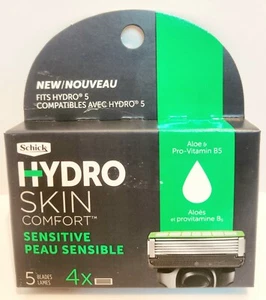 NEW/NOUVEAU
FITS HYDRO® 5
COMPATIBLES AVEC HYDRO® 5
Schick
HYDRO
SKIN
COMFORT™
SENSITIVE
PEAU SENSIBLE
5 BLADES
LAMES
4x
Aloe &
Pro-Vitamin B5
Aloès
et provitamine B5